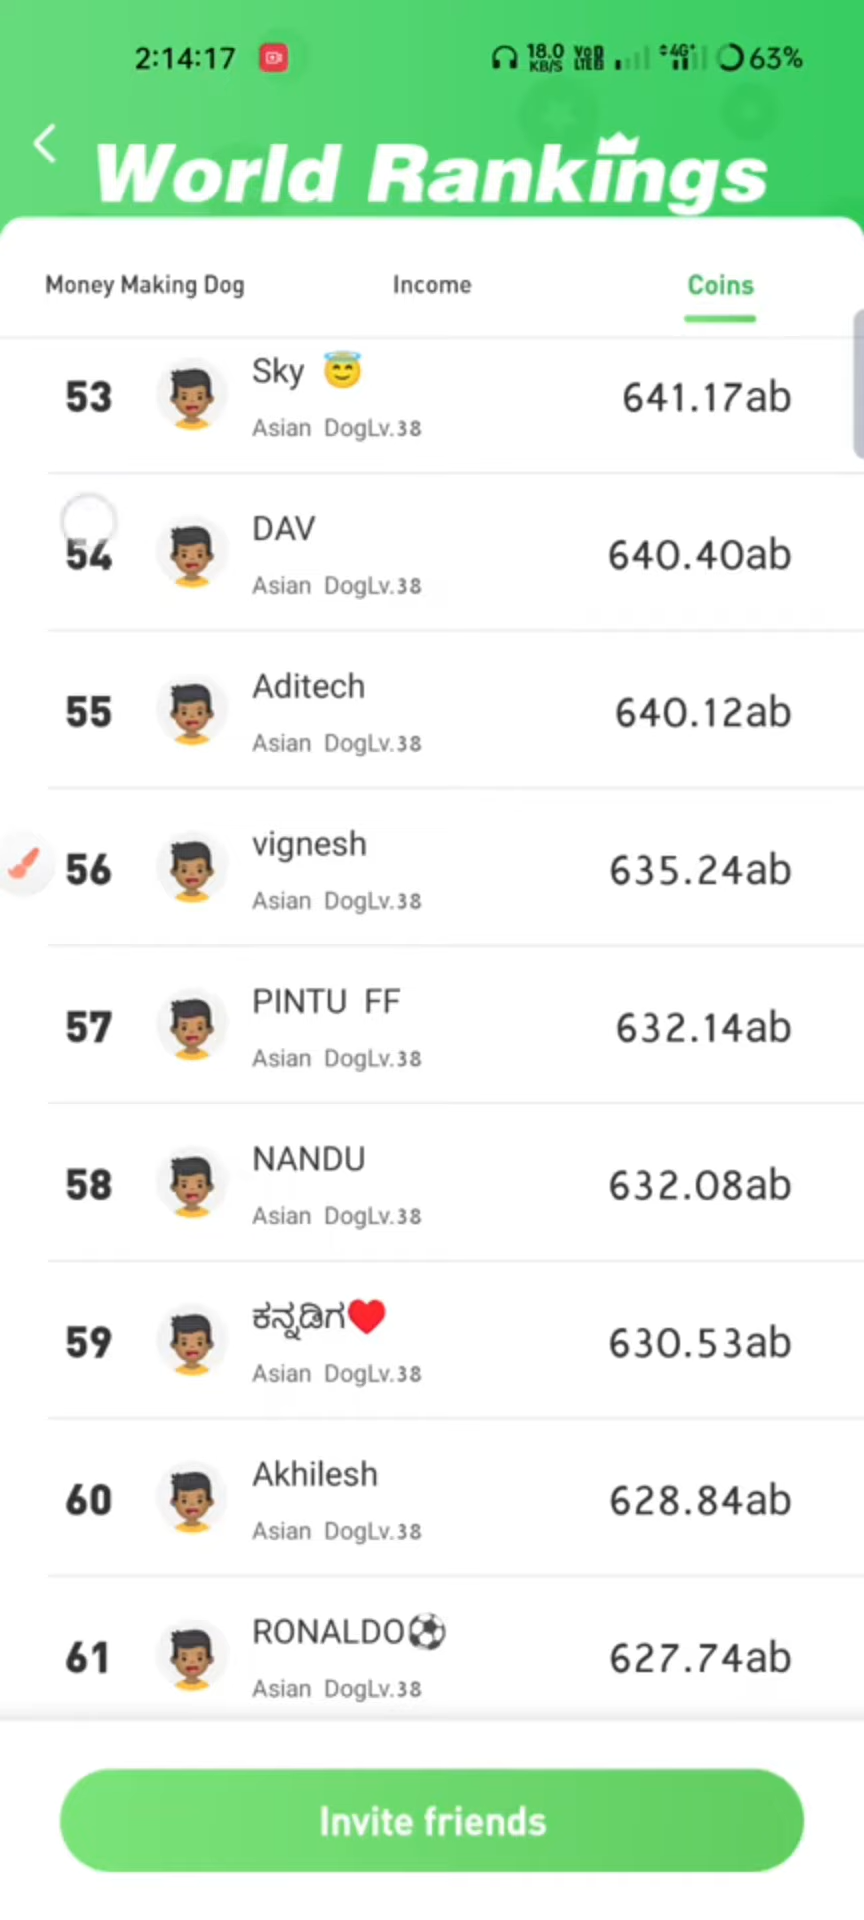 2:14:17 18.0 KB/S VoD LTE 4G+ 63%
World Rankings
Money Making Dog Income Coins
53 Sky 😇 641.17ab
Asian DogLv.38
54 DAV 640.40ab
Asian DogLv.38
55 Aditech 640.12ab
Asian DogLv.38
56 vignesh 635.24ab
Asian DogLv.38
57 PINTU FF 632.14ab
Asian DogLv.38
58 NANDU 632.08ab
Asian DogLv.38
59 ಕನ್ನಡಿಗ❤️ 630.53ab
Asian DogLv.38
60 Akhilesh 628.84ab
Asian DogLv.38
61 RONALDO⚽ 627.74ab
Asian DogLv.38
Invite friends